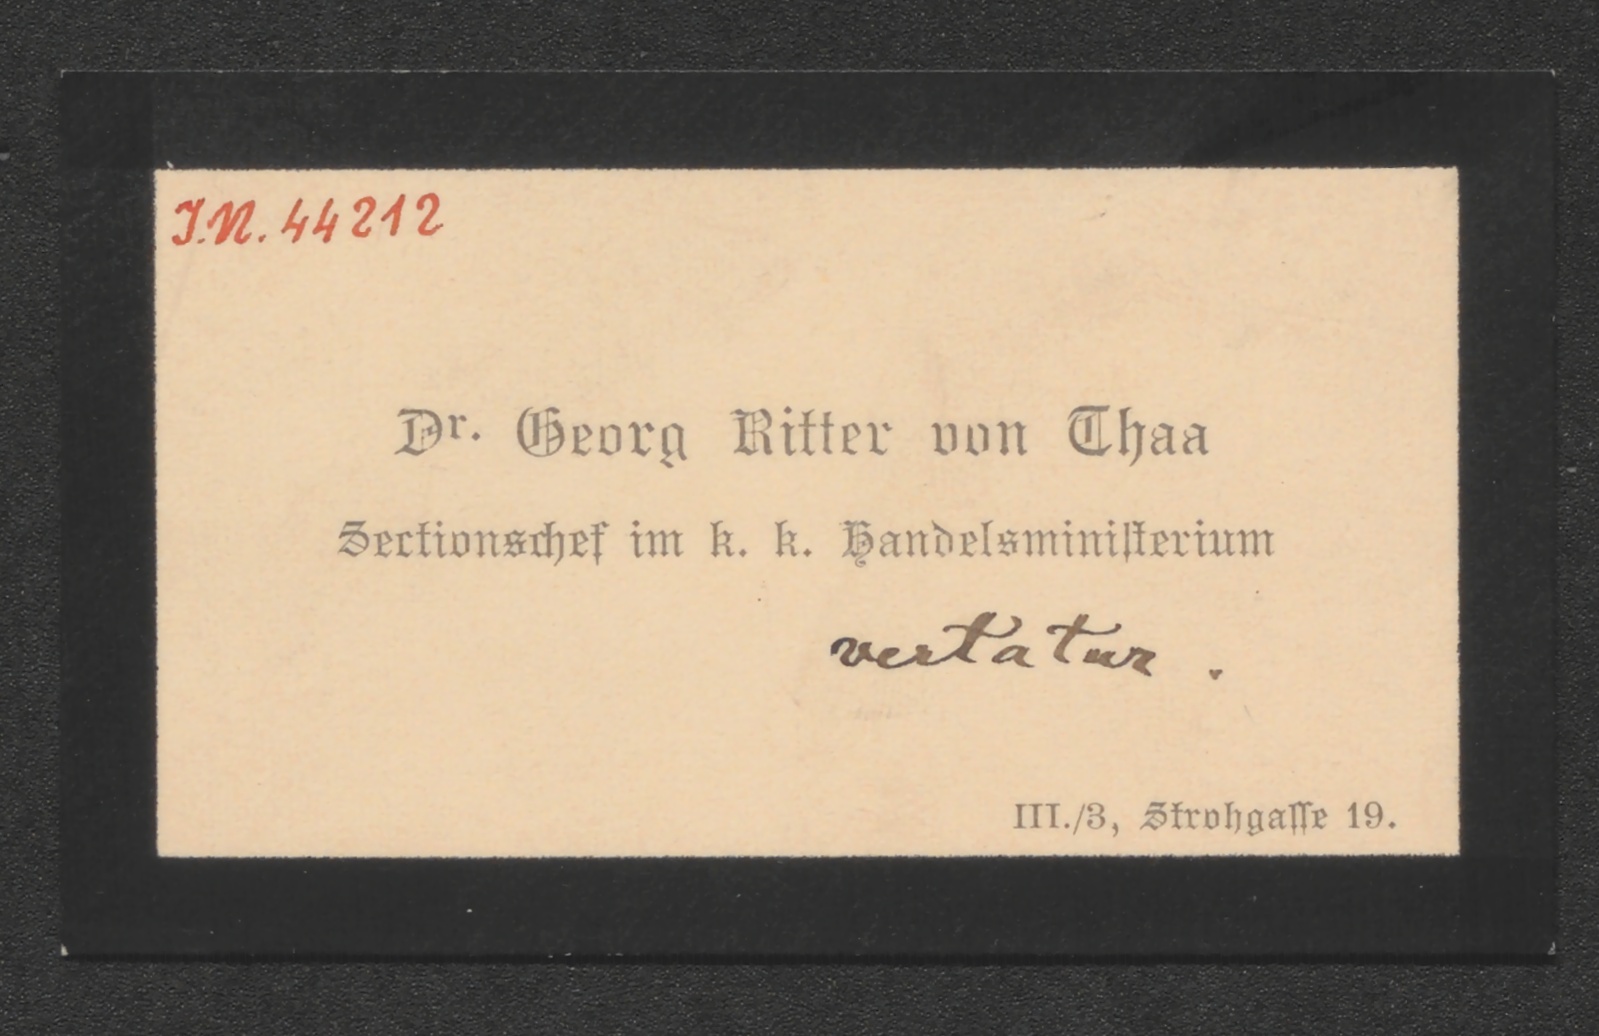 J.N. 44212
Dr. Georg Ritter von Thaa
Sectionschef im k. k. Handelsministerium
vertatur .
III./3, Strohgasse 19.